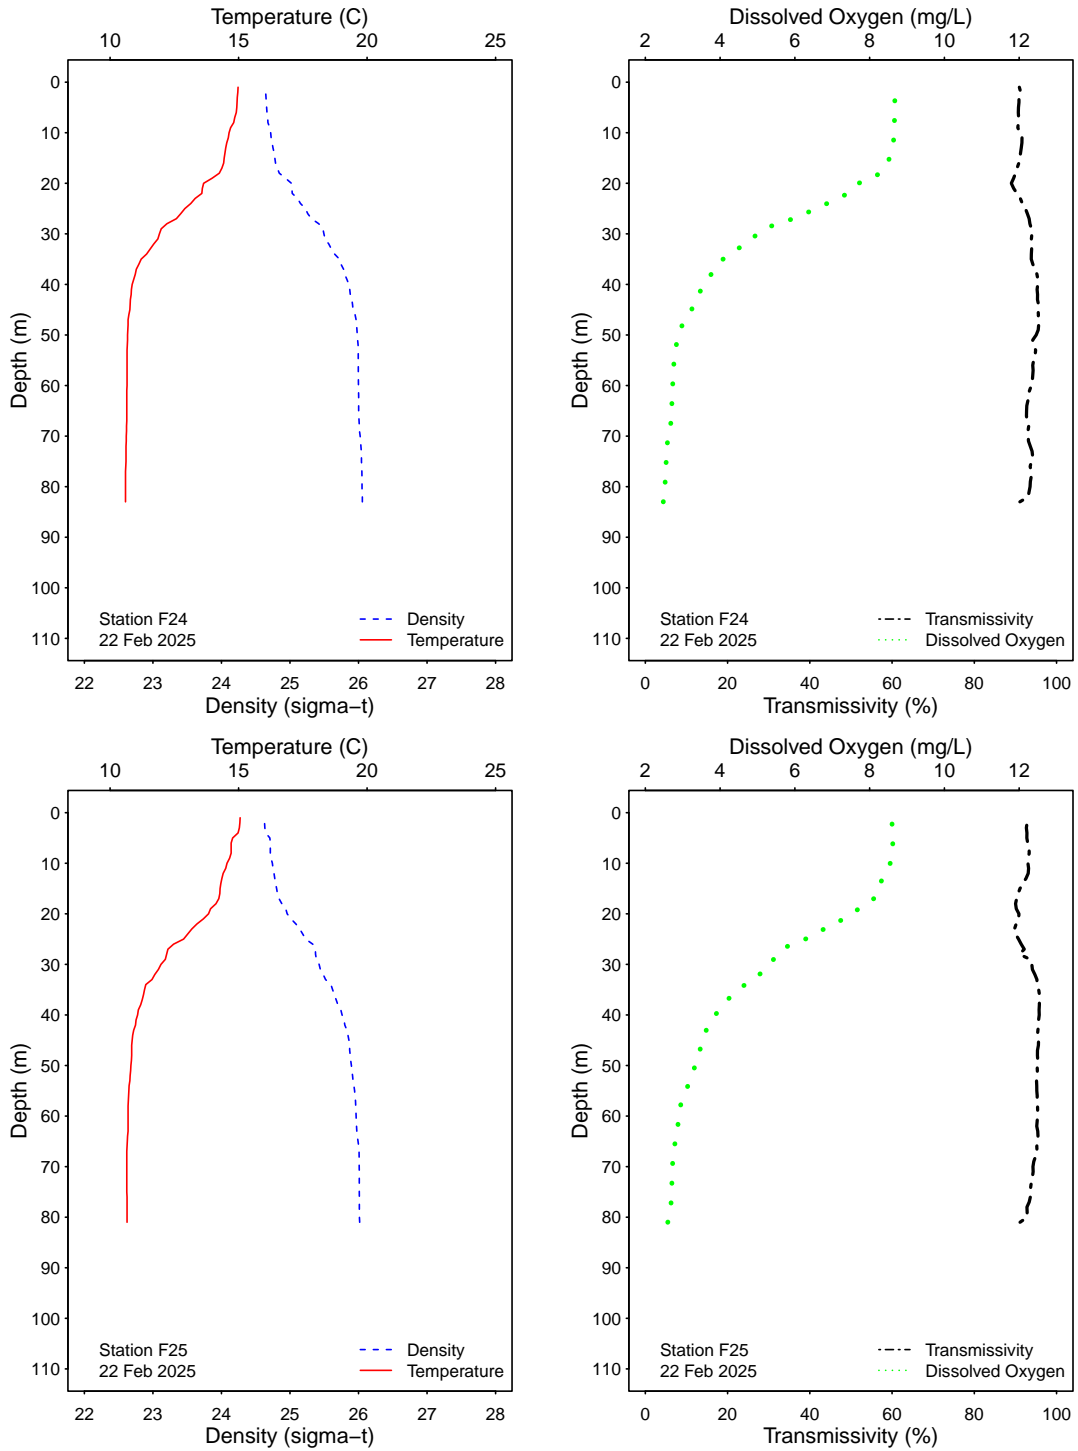 Temperature (C)
10 15 20 25
0
10
20
30
40
50
60
70
80
90
100
110
Depth (m)
Station F24
22 Feb 2025
Density
Temperature
22 23 24 25 26 27 28
Density (sigma−t)
Dissolved Oxygen (mg/L)
2 4 6 8 10 12
0
10
20
30
40
50
60
70
80
90
100
110
Depth (m)
Station F24
22 Feb 2025
Transmissivity
Dissolved Oxygen
0 20 40 60 80 100
Transmissivity (%)
Temperature (C)
10 15 20 25
0
10
20
30
40
50
60
70
80
90
100
110
Depth (m)
Station F25
22 Feb 2025
Density
Temperature
22 23 24 25 26 27 28
Density (sigma−t)
Dissolved Oxygen (mg/L)
2 4 6 8 10 12
0
10
20
30
40
50
60
70
80
90
100
110
Depth (m)
Station F25
22 Feb 2025
Transmissivity
Dissolved Oxygen
0 20 40 60 80 100
Transmissivity (%)